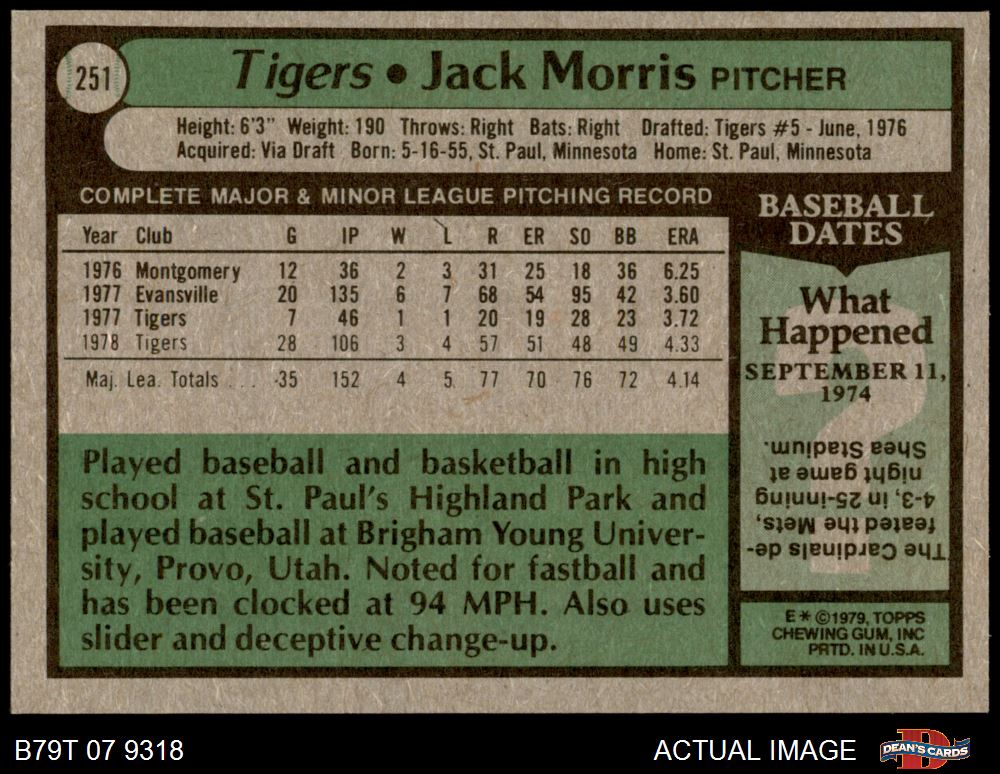 251
Tigers • Jack Morris PITCHER
Height: 6'3" Weight: 190 Throws: Right Bats: Right Drafted: Tigers #5 - June, 1976
Acquired: Via Draft Born: 5-16-55, St. Paul, Minnesota Home: St. Paul, Minnesota
COMPLETE MAJOR & MINOR LEAGUE PITCHING RECORD
Year Club G IP W L R ER SO BB ERA
1976 Montgomery 12 36 2 3 31 25 18 36 6.25
1977 Evansville 20 135 6 7 68 54 95 42 3.60
1977 Tigers 7 46 1 1 20 19 28 23 3.72
1978 Tigers 28 106 3 4 57 51 48 49 4.33
Maj. Lea. Totals . . . 35 152 4 5 77 70 76 72 4.14
Played baseball and basketball in high
school at St. Paul's Highland Park and
played baseball at Brigham Young Univer-
sity, Provo, Utah. Noted for fastball and
has been clocked at 94 MPH. Also uses
slider and deceptive change-up.
BASEBALL
DATES
What
Happened
SEPTEMBER 11,
1974
The Cardinals de-
feated the Mets,
4-3, in 25-inning
night game at
Shea Stadium.
E * ©1979, TOPPS
CHEWING GUM, INC
PRTD. IN U.S.A.
B79T 07 9318
ACTUAL IMAGE
DEAN'S CARDS